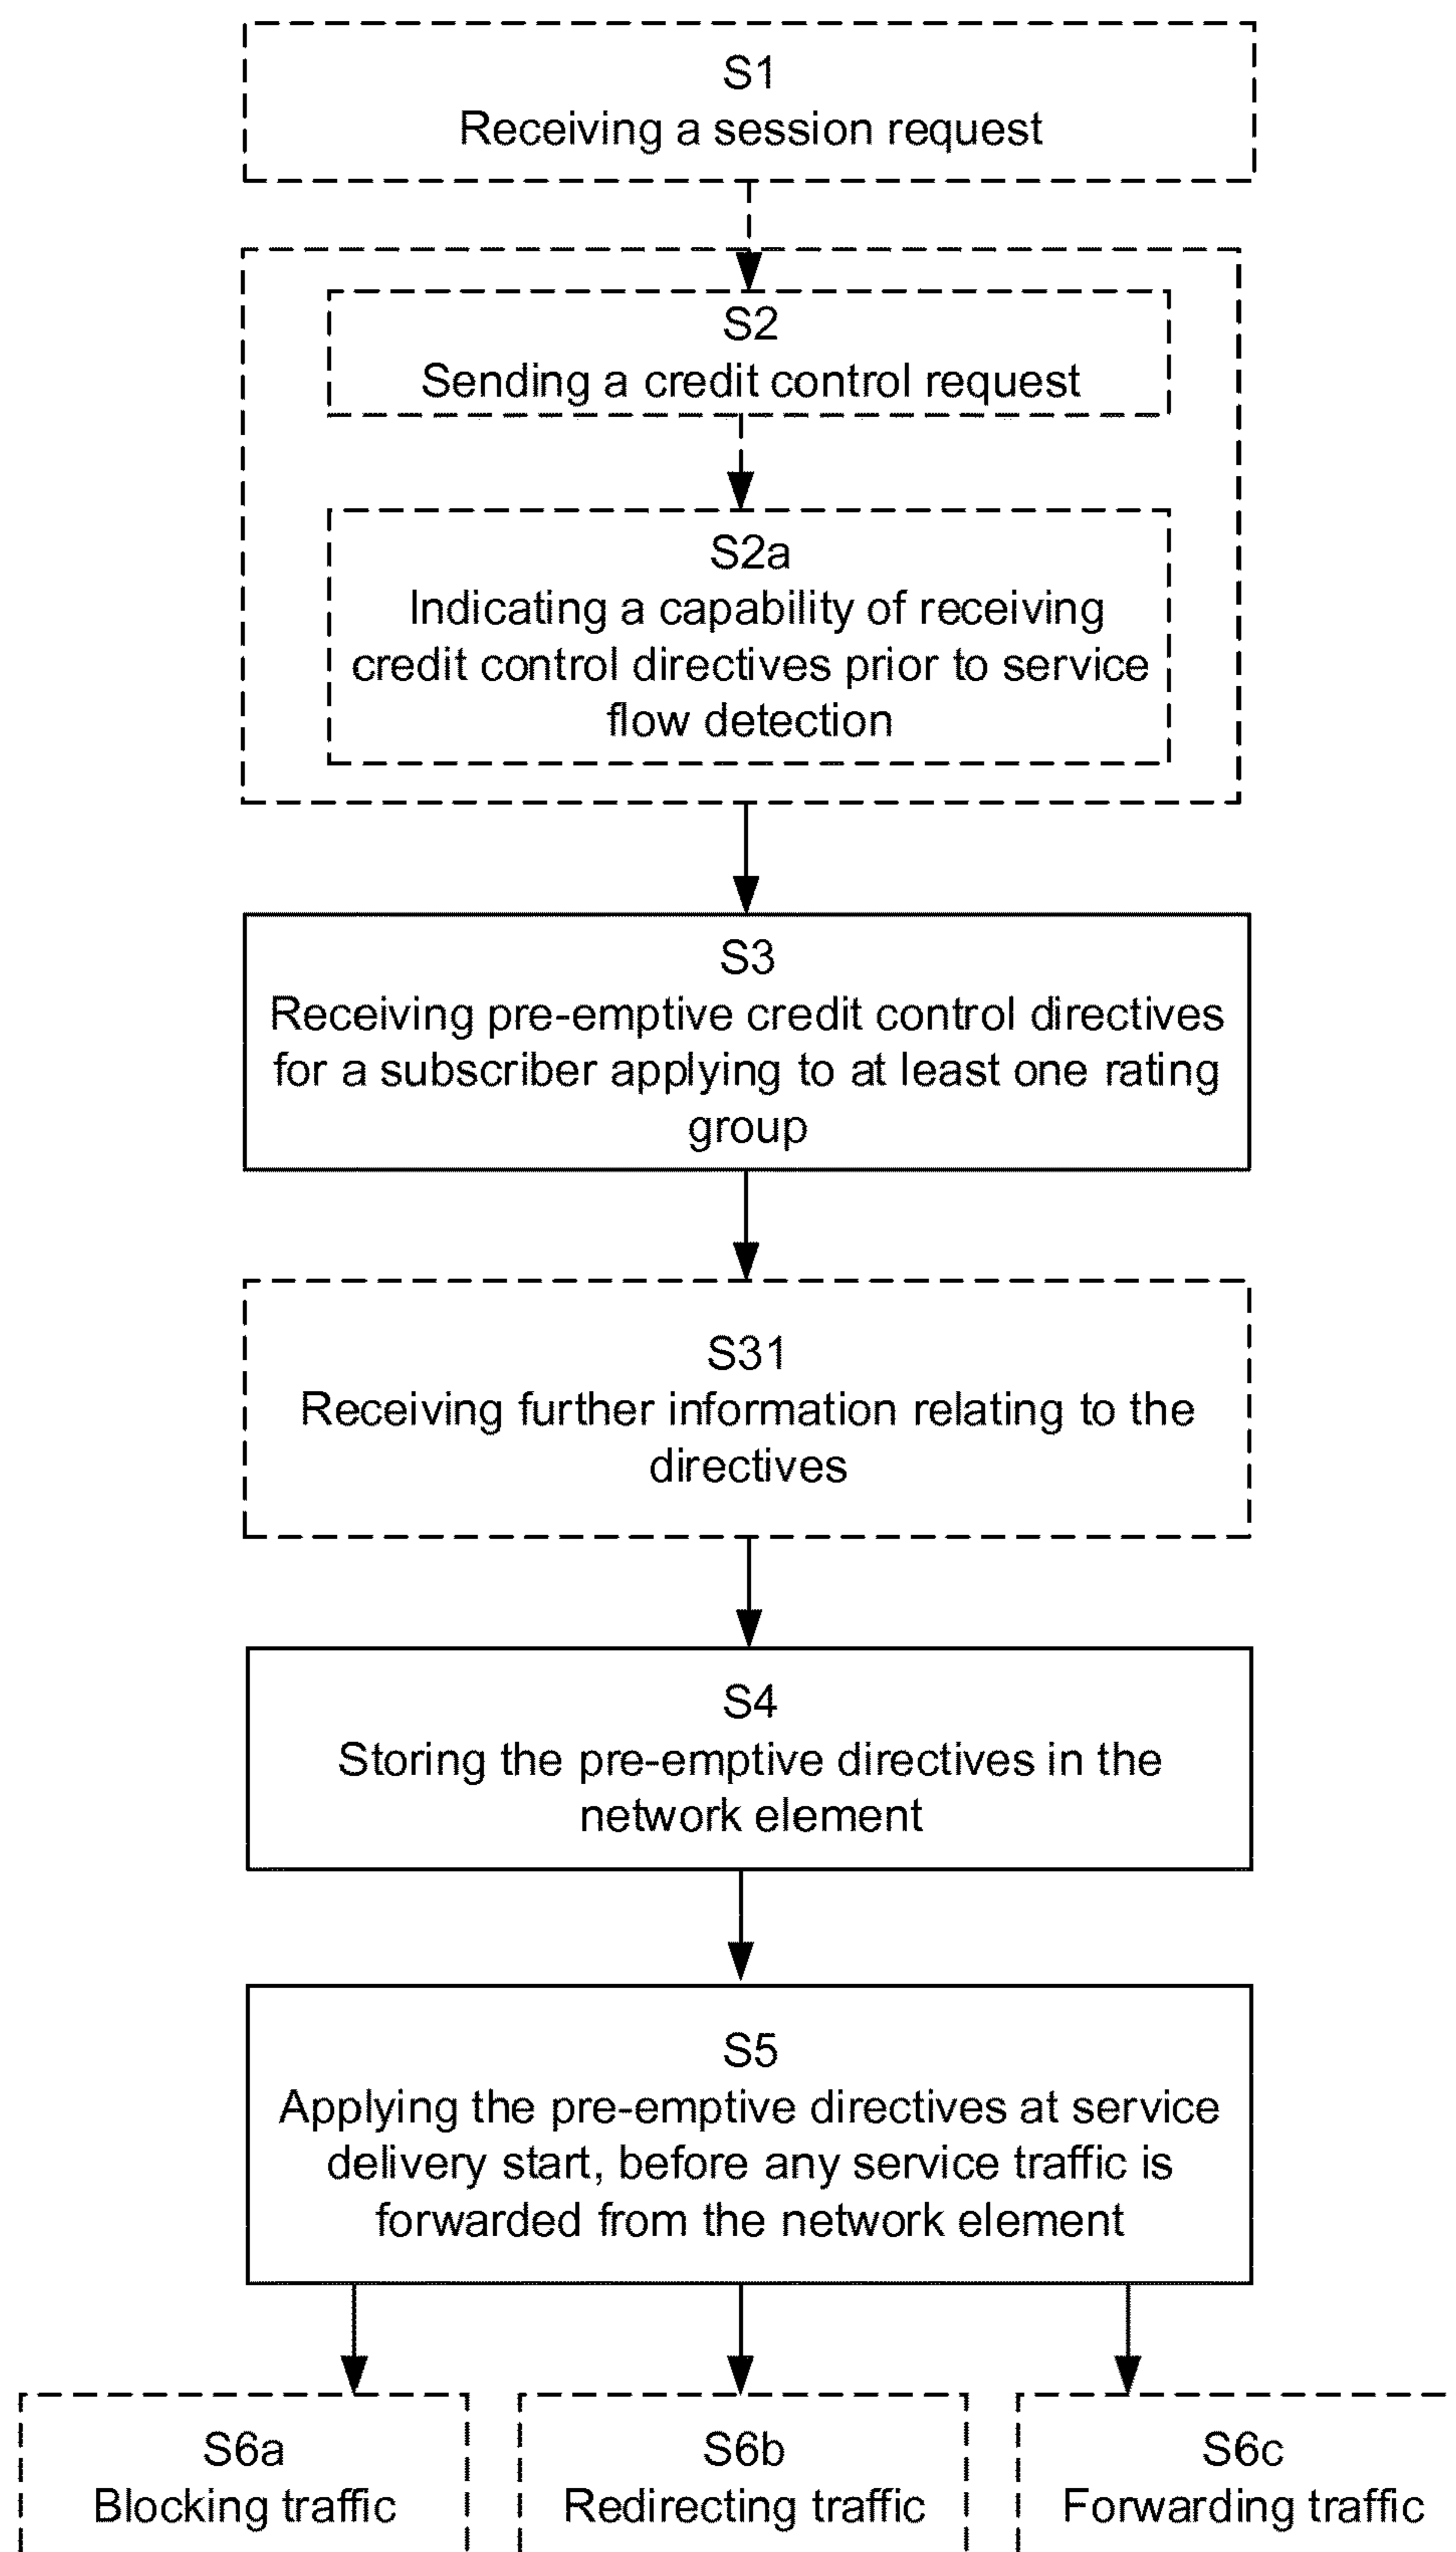 S1
Receiving a session request
S2
Sending a credit control request
S2a
Indicating a capability of receiving
credit control directives prior to service
flow detection
S3
Receiving pre-emptive credit control directives
for a subscriber applying to at least one rating
group
S31
Receiving further information relating to the
directives
S4
Storing the pre-emptive directives in the
network element
S5
Applying the pre-emptive directives at service
delivery start, before any service traffic is
forwarded from the network element
S6a
Blocking traffic
S6b
Redirecting traffic
S6c
Forwarding traffic